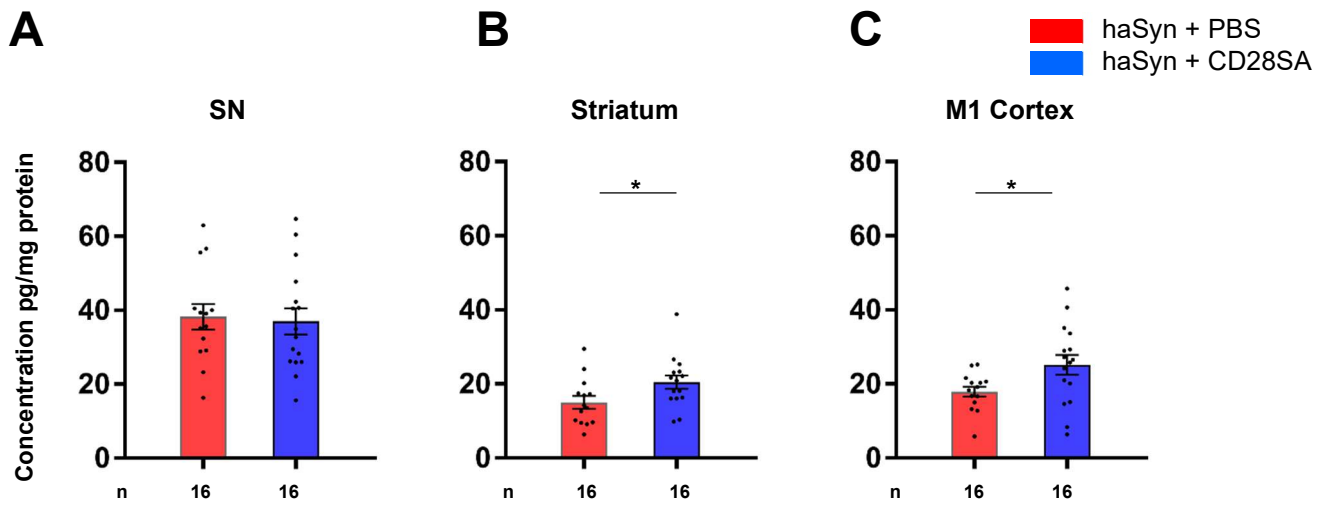 A
B
C
haSyn + PBS
haSyn + CD28SA
SN
Striatum
M1 Cortex
Concentration pg/mg protein
80
60
40
20
0
80
60
40
20
0
80
60
40
20
0
*
*
n 16 16
n 16 16
n 16 16